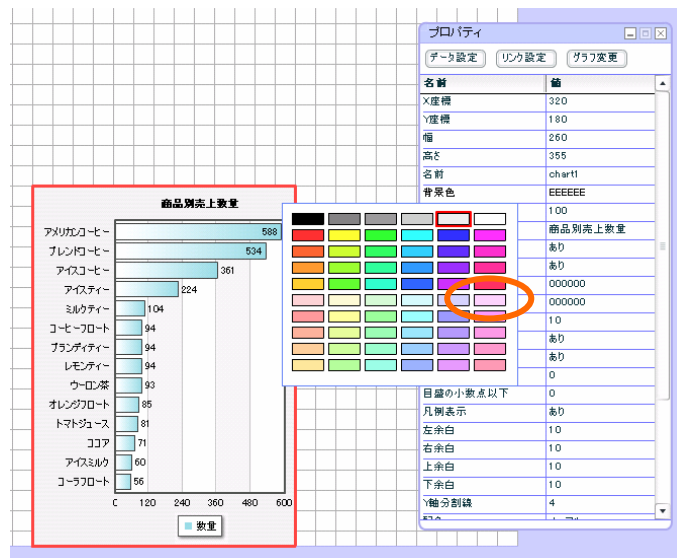 プロパティ
データ設定 リンク設定 グラフ変更
名前 値
X座標 320
Y座標 180
幅 260
高さ 355
名前 chart1
背景色 EEEEEE
100
商品別売上数量
あり
あり
000000
000000
10
あり
あり
0
目盛の小数点以下 0
凡例表示 あり
左余白 10
右余白 10
上余白 10
下余白 10
Y軸分割線 4
商品別売上数量
アメリカンコーヒー 588
ブレンドコーヒー 534
アイスコーヒー 361
アイスティー 224
ミルクティー 104
コーヒーフロート 94
ブランディティー 94
レモンティー 94
ウーロン茶 93
オレンジフロート 85
トマトジュース 81
ココア 71
アイスミルク 60
コーラフロート 56
120 240 360 480 600
数量